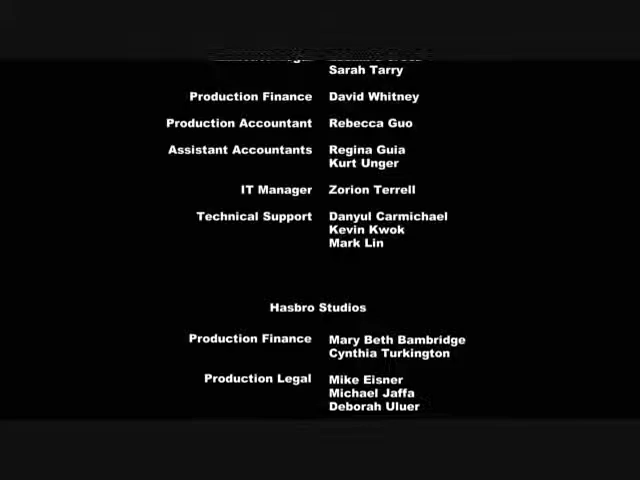 Sarah Tarry
Production Finance David Whitney
Production Accountant Rebecca Guo
Assistant Accountants Regina Guia
Kurt Unger
IT Manager Zorion Terrell
Technical Support Danyul Carmichael
Kevin Kwok
Mark Lin
Hasbro Studios
Production Finance Mary Beth Bambridge
Cynthia Turkington
Production Legal Mike Eisner
Michael Jaffa
Deborah Uluer